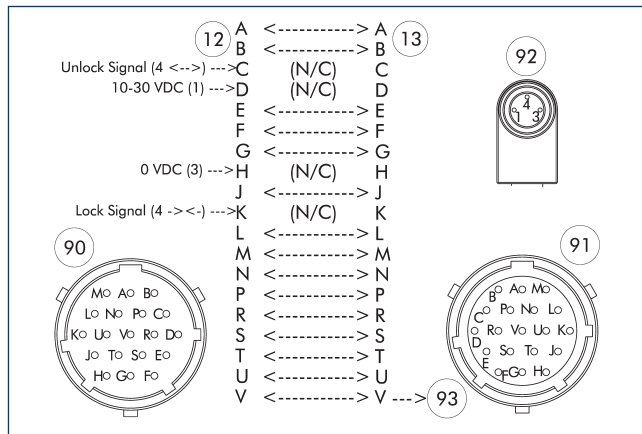 12 A <-----------> A 13
B <-----------> B
Unlock Signal (4 <-->) --->C (N/C) C
10-30 VDC (1) --->D (N/C) D
E <-----------> E
F <-----------> F
G <-----------> G
0 VDC (3) --->H (N/C) H
J <-----------> J
Lock Signal (4 -><-) --->K (N/C) K
L <-----------> L
M <-----------> M
N <-----------> N
P <-----------> P
R <-----------> R
S <-----------> S
T <-----------> T
U <-----------> U
V <-----------> V ---> 93
92
4
1 3
90
M A B
L N P C
K U V R D
J T S E
H G F
91
B A M
C P N L
D R V U K
E S T J
F G H